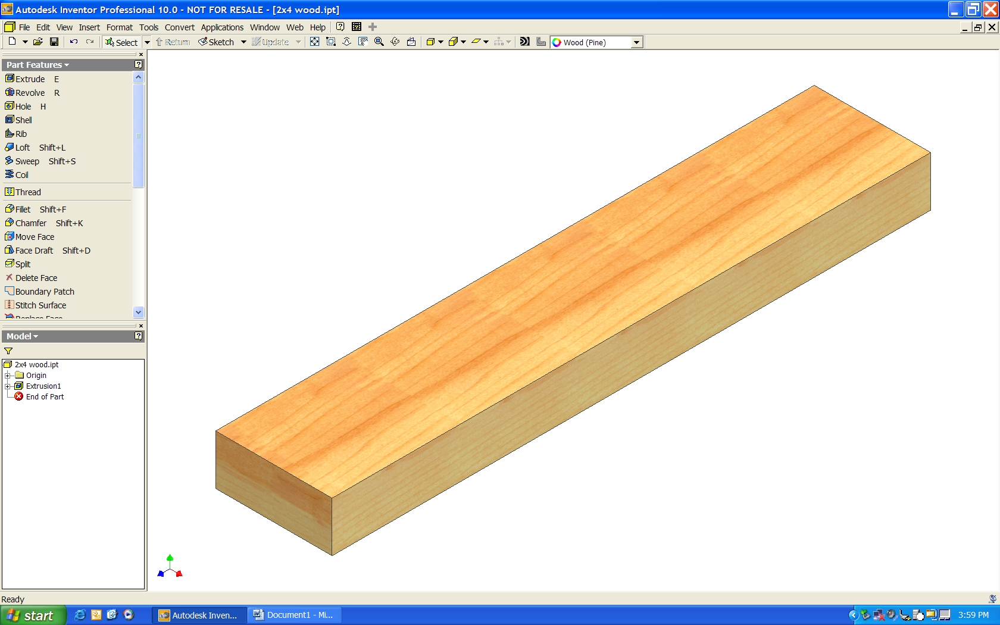 Autodesk Inventor Professional 10.0 - NOT FOR RESALE - [2x4 wood.ipt]
File Edit View Insert Format Tools Convert Applications Window Web Help
Select Return Sketch Update Wood (Pine)
Part Features
Extrude E
Revolve R
Hole H
Shell
Rib
Loft Shift+L
Sweep Shift+S
Coil
Thread
Fillet Shift+F
Chamfer Shift+K
Move Face
Face Draft Shift+D
Split
Delete Face
Boundary Patch
Stitch Surface
Replace Face
Model
2x4 wood.ipt
Origin
Extrusion1
End of Part
Ready
start Autodesk Inven... Document1 - Mi... 3:59 PM